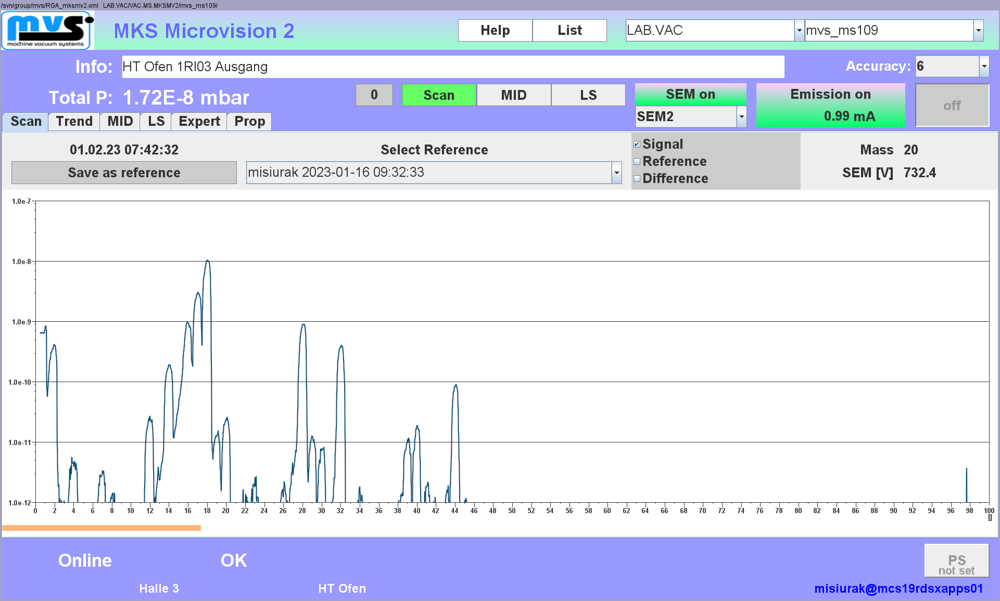 /svn/group/mvs/RGA_mksmv2.xml LAB.VAC/VAC.MS.MKSMV2/mvs_ms109/
mvs
machine vacuum systems
MKS Microvision 2
Help
List
LAB.VAC
mvs_ms109
Info: HT Ofen 1RI03 Ausgang
Accuracy: 6
Total P: 1.72E-8 mbar
0
Scan
MID
LS
SEM on
SEM2
Emission on
0.99 mA
off
Scan
Trend
MID
LS
Expert
Prop
01.02.23 07:42:32
Save as reference
Select Reference
misiurak 2023-01-16 09:32:33
Signal
Reference
Difference
Mass 20
SEM [V] 732.4
1.0e-7
1.0e-8
1.0e-9
1.0e-10
1.0e-11
1.0e-12
0 2 4 6 8 10 12 14 16 18 20 22 24 26 28 30 32 34 36 38 40 42 44 46 48 50 52 54 56 58 60 62 64 66 68 70 72 74 76 78 80 82 84 86 88 90 92 94 96 98 100
[]
Online
OK
PS
not set
Halle 3
HT Ofen
misiurak@mcs19rdsxapps01